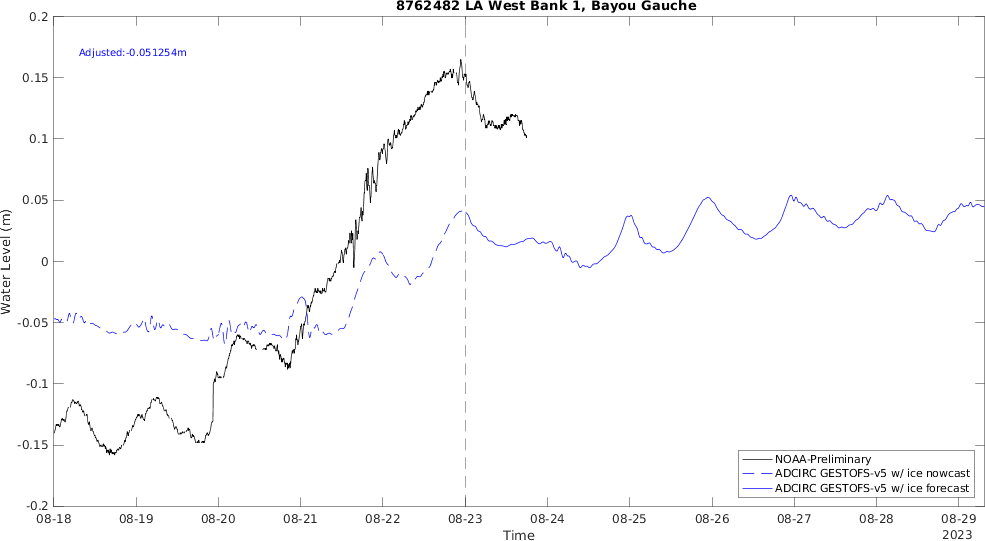 8762482 LA West Bank 1, Bayou Gauche
Adjusted:-0.051254m
0.2
0.15
0.1
0.05
0
-0.05
-0.1
-0.15
-0.2
Water Level (m)
NOAA-Preliminary
ADCIRC GESTOFS-v5 w/ ice nowcast
ADCIRC GESTOFS-v5 w/ ice forecast
08-18 08-19 08-20 08-21 08-22 08-23 08-24 08-25 08-26 08-27 08-28 08-29
2023
Time